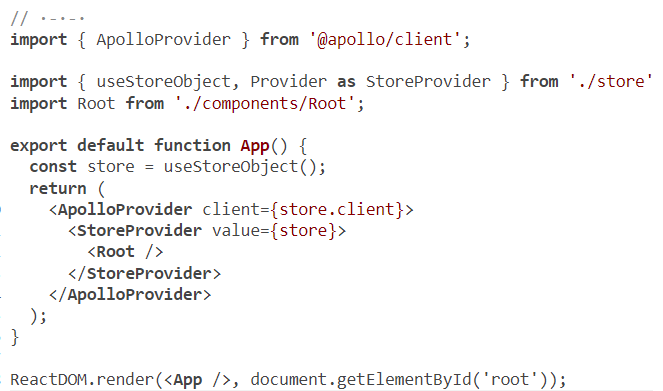 // ·-·-·
import { ApolloProvider } from '@apollo/client';
import { useStoreObject, Provider as StoreProvider } from './store'
import Root from './components/Root';
export default function App() {
const store = useStoreObject();
return (
<ApolloProvider client={store.client}>
<StoreProvider value={store}>
<Root />
</StoreProvider>
</ApolloProvider>
);
}
ReactDOM.render(<App />, document.getElementById('root'));